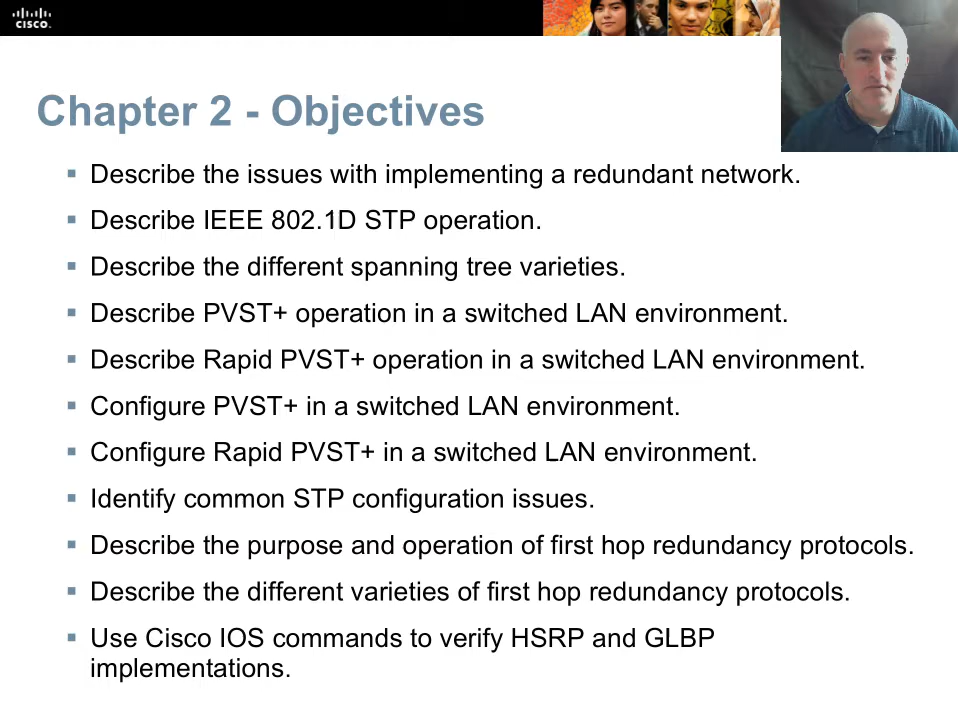 CISCO
Chapter 2 - Objectives
Describe the issues with implementing a redundant network.
Describe IEEE 802.1D STP operation.
Describe the different spanning tree varieties.
Describe PVST+ operation in a switched LAN environment.
Describe Rapid PVST+ operation in a switched LAN environment.
Configure PVST+ in a switched LAN environment.
Configure Rapid PVST+ in a switched LAN environment.
Identify common STP configuration issues.
Describe the purpose and operation of first hop redundancy protocols.
Describe the different varieties of first hop redundancy protocols.
Use Cisco IOS commands to verify HSRP and GLBP
implementations.